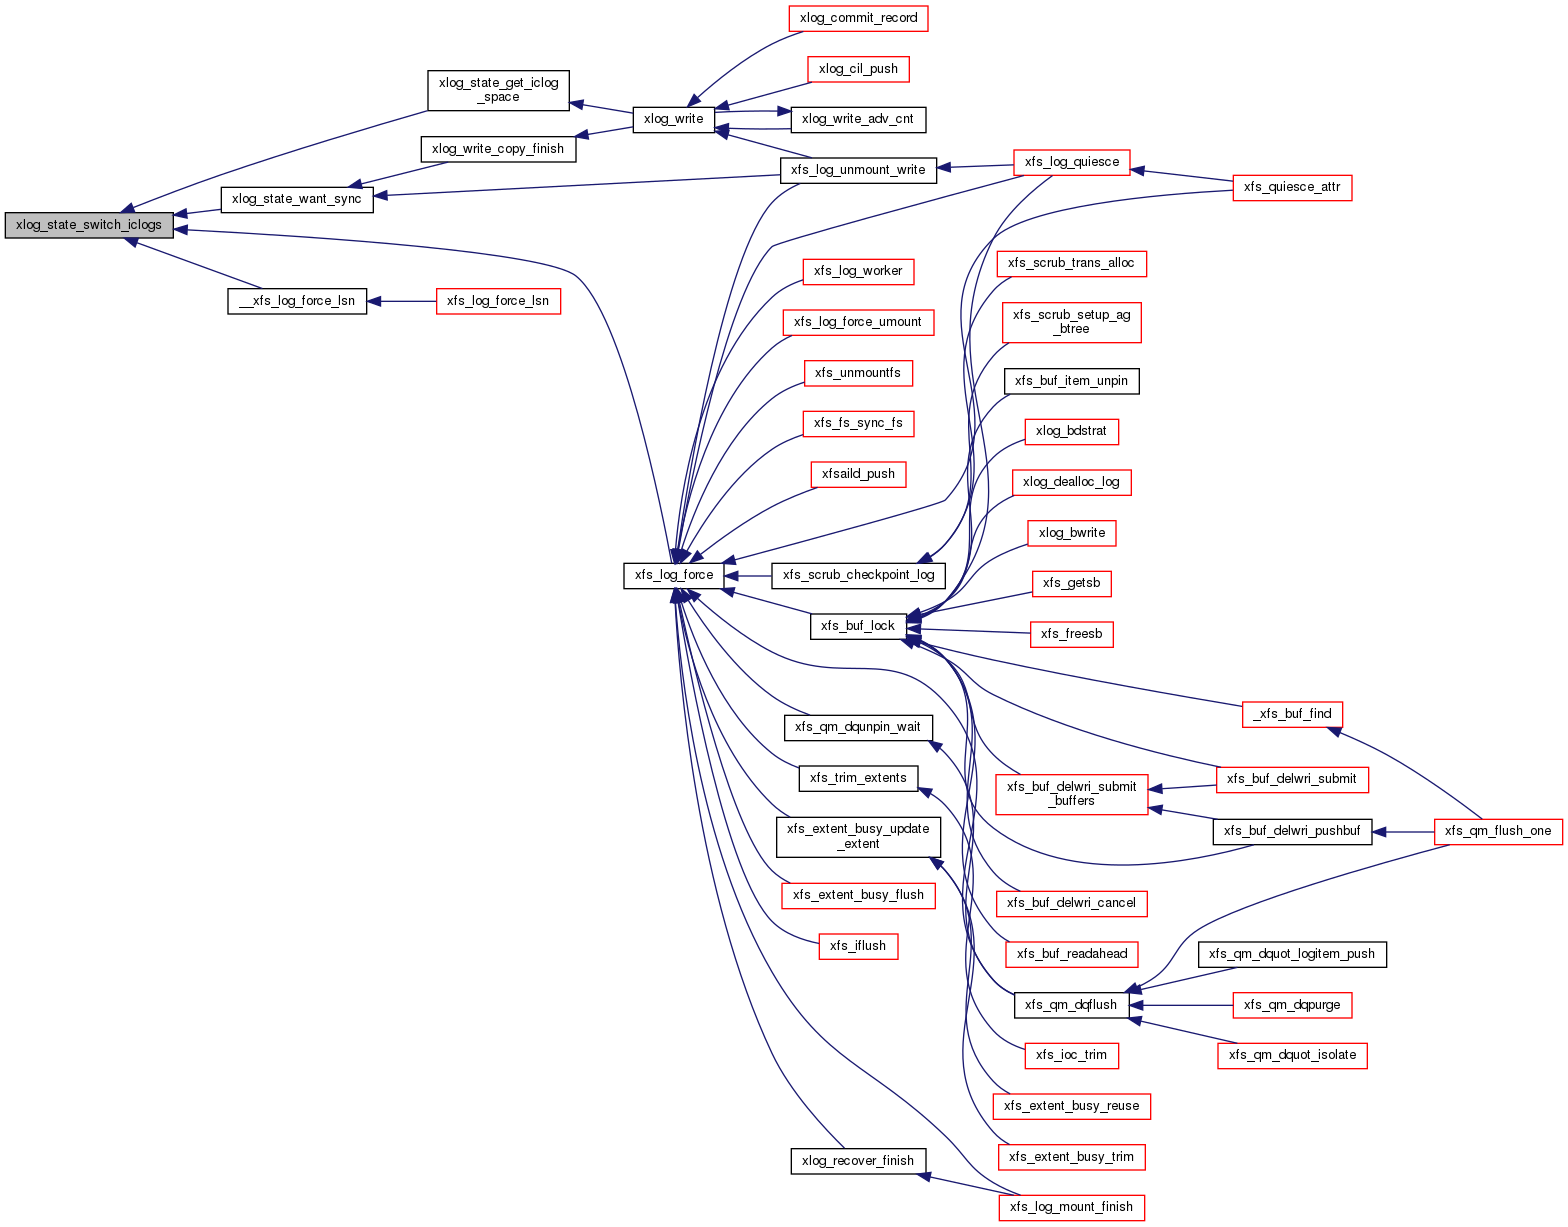 xlog_commit_record
xlog_cil_push
xlog_state_get_iclog
_space
xlog_write
xlog_write_adv_cnt
xlog_write_copy_finish
xfs_log_unmount_write
xfs_log_quiesce
xfs_quiesce_attr
xlog_state_want_sync
xlog_state_switch_iclogs
__xfs_log_force_lsn
xfs_log_force_lsn
xfs_log_worker
xfs_scrub_trans_alloc
xfs_log_force_umount
xfs_scrub_setup_ag
_btree
xfs_unmountfs
xfs_buf_item_unpin
xfs_fs_sync_fs
xlog_bdstrat
xfsaild_push
xlog_dealloc_log
xlog_bwrite
xfs_log_force
xfs_scrub_checkpoint_log
xfs_getsb
xfs_buf_lock
xfs_freesb
_xfs_buf_find
xfs_qm_dqunpin_wait
xfs_trim_extents
xfs_buf_delwri_submit
_buffers
xfs_buf_delwri_submit
xfs_extent_busy_update
_extent
xfs_buf_delwri_pushbuf
xfs_qm_flush_one
xfs_extent_busy_flush
xfs_buf_delwri_cancel
xfs_iflush
xfs_buf_readahead
xfs_qm_dquot_logitem_push
xfs_qm_dqflush
xfs_qm_dqpurge
xfs_ioc_trim
xfs_qm_dquot_isolate
xfs_extent_busy_reuse
xlog_recover_finish
xfs_extent_busy_trim
xfs_log_mount_finish